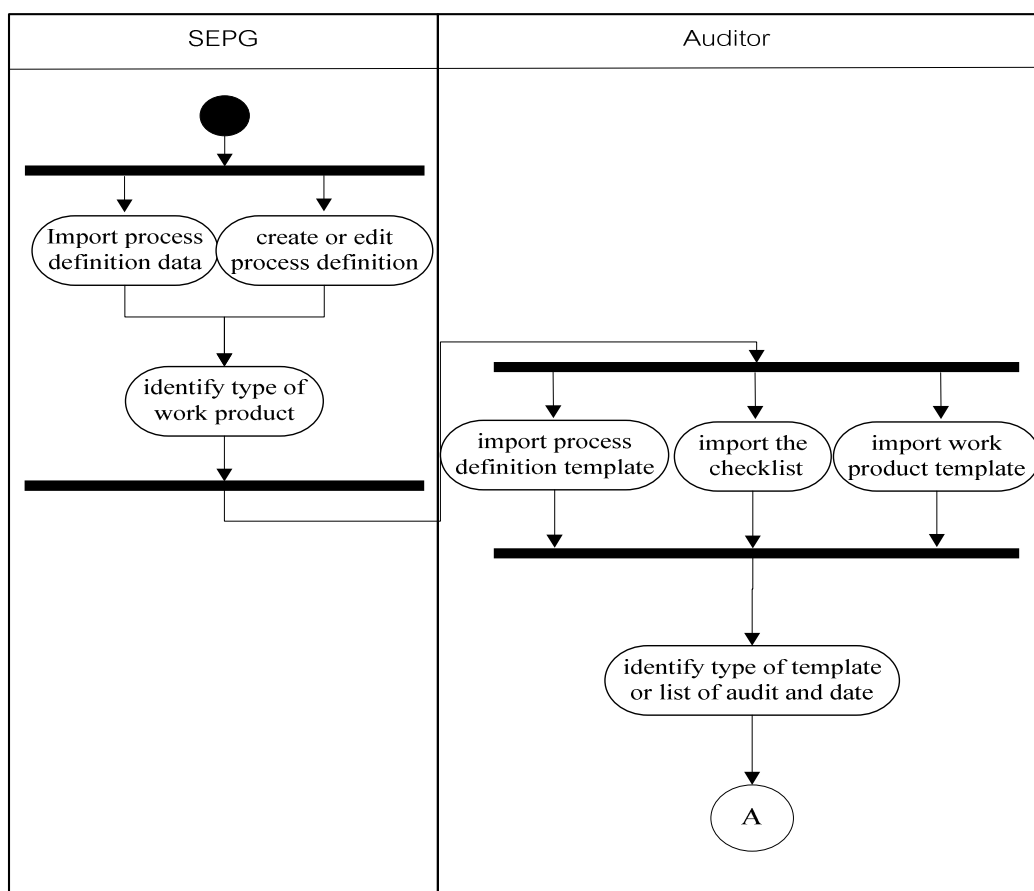 SEPG
Auditor
Import process
definition data
create or edit
process definition
identify type of
work product
import process
definition template
import the
checklist
import work
product template
identify type of template
or list of audit and date
A